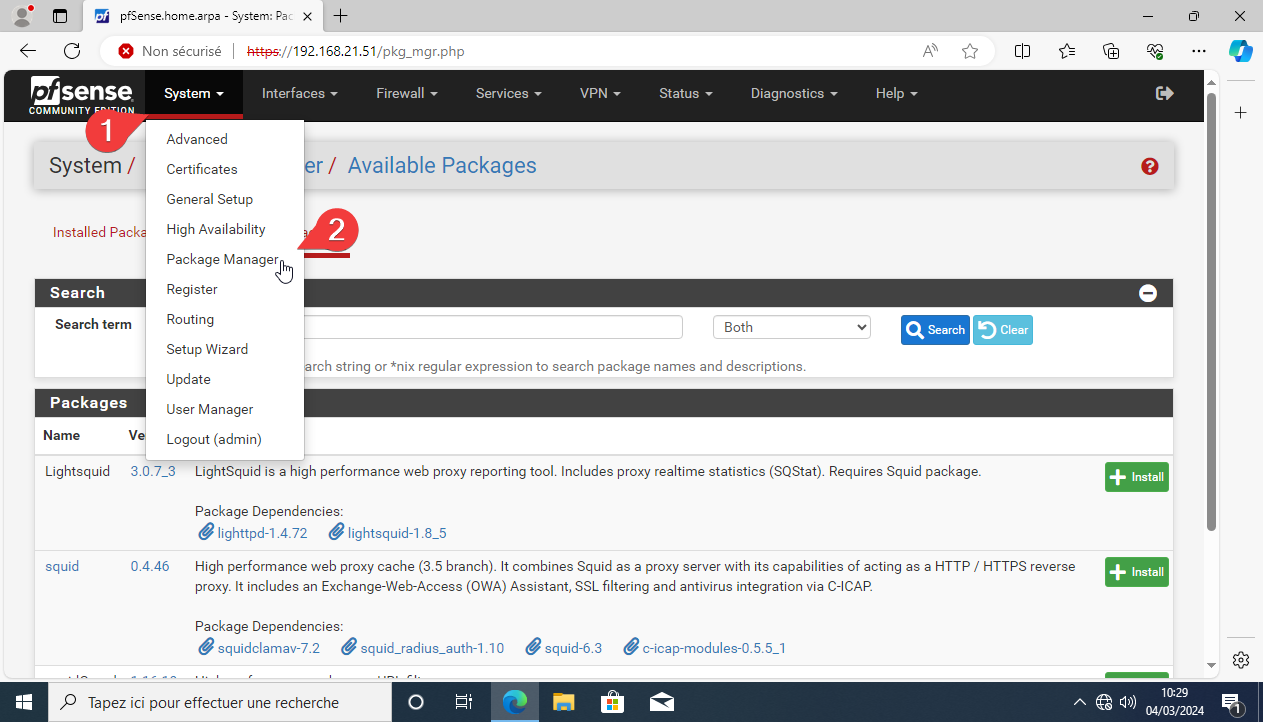 pfSense.home.arpa - System: Pac
Non sécurisé https://192.168.21.51/pkg_mgr.php
pfsense
COMMUNITY EDITION
System Interfaces Firewall Services VPN Status Diagnostics Help
1
Advanced
Certificates
General Setup
High Availability
Package Manager
Register
Routing
Setup Wizard
Update
User Manager
Logout (admin)
2
System / er / Available Packages
Installed Packa
Search
Search term Both Search Clear
arch string or *nix regular expression to search package names and descriptions.
Packages
Name Ve
Lightsquid 3.0.7_3 LightSquid is a high performance web proxy reporting tool. Includes proxy realtime statistics (SQStat). Requires Squid package. Install
Package Dependencies:
lighttpd-1.4.72 lightsquid-1.8_5
squid 0.4.46 High performance web proxy cache (3.5 branch). It combines Squid as a proxy server with its capabilities of acting as a HTTP / HTTPS reverse Install
proxy. It includes an Exchange-Web-Access (OWA) Assistant, SSL filtering and antivirus integration via C-ICAP.
Package Dependencies:
squidclamav-7.2 squid_radius_auth-1.10 squid-6.3 c-icap-modules-0.5.5_1
Tapez ici pour effectuer une recherche
10:29
04/03/2024
1